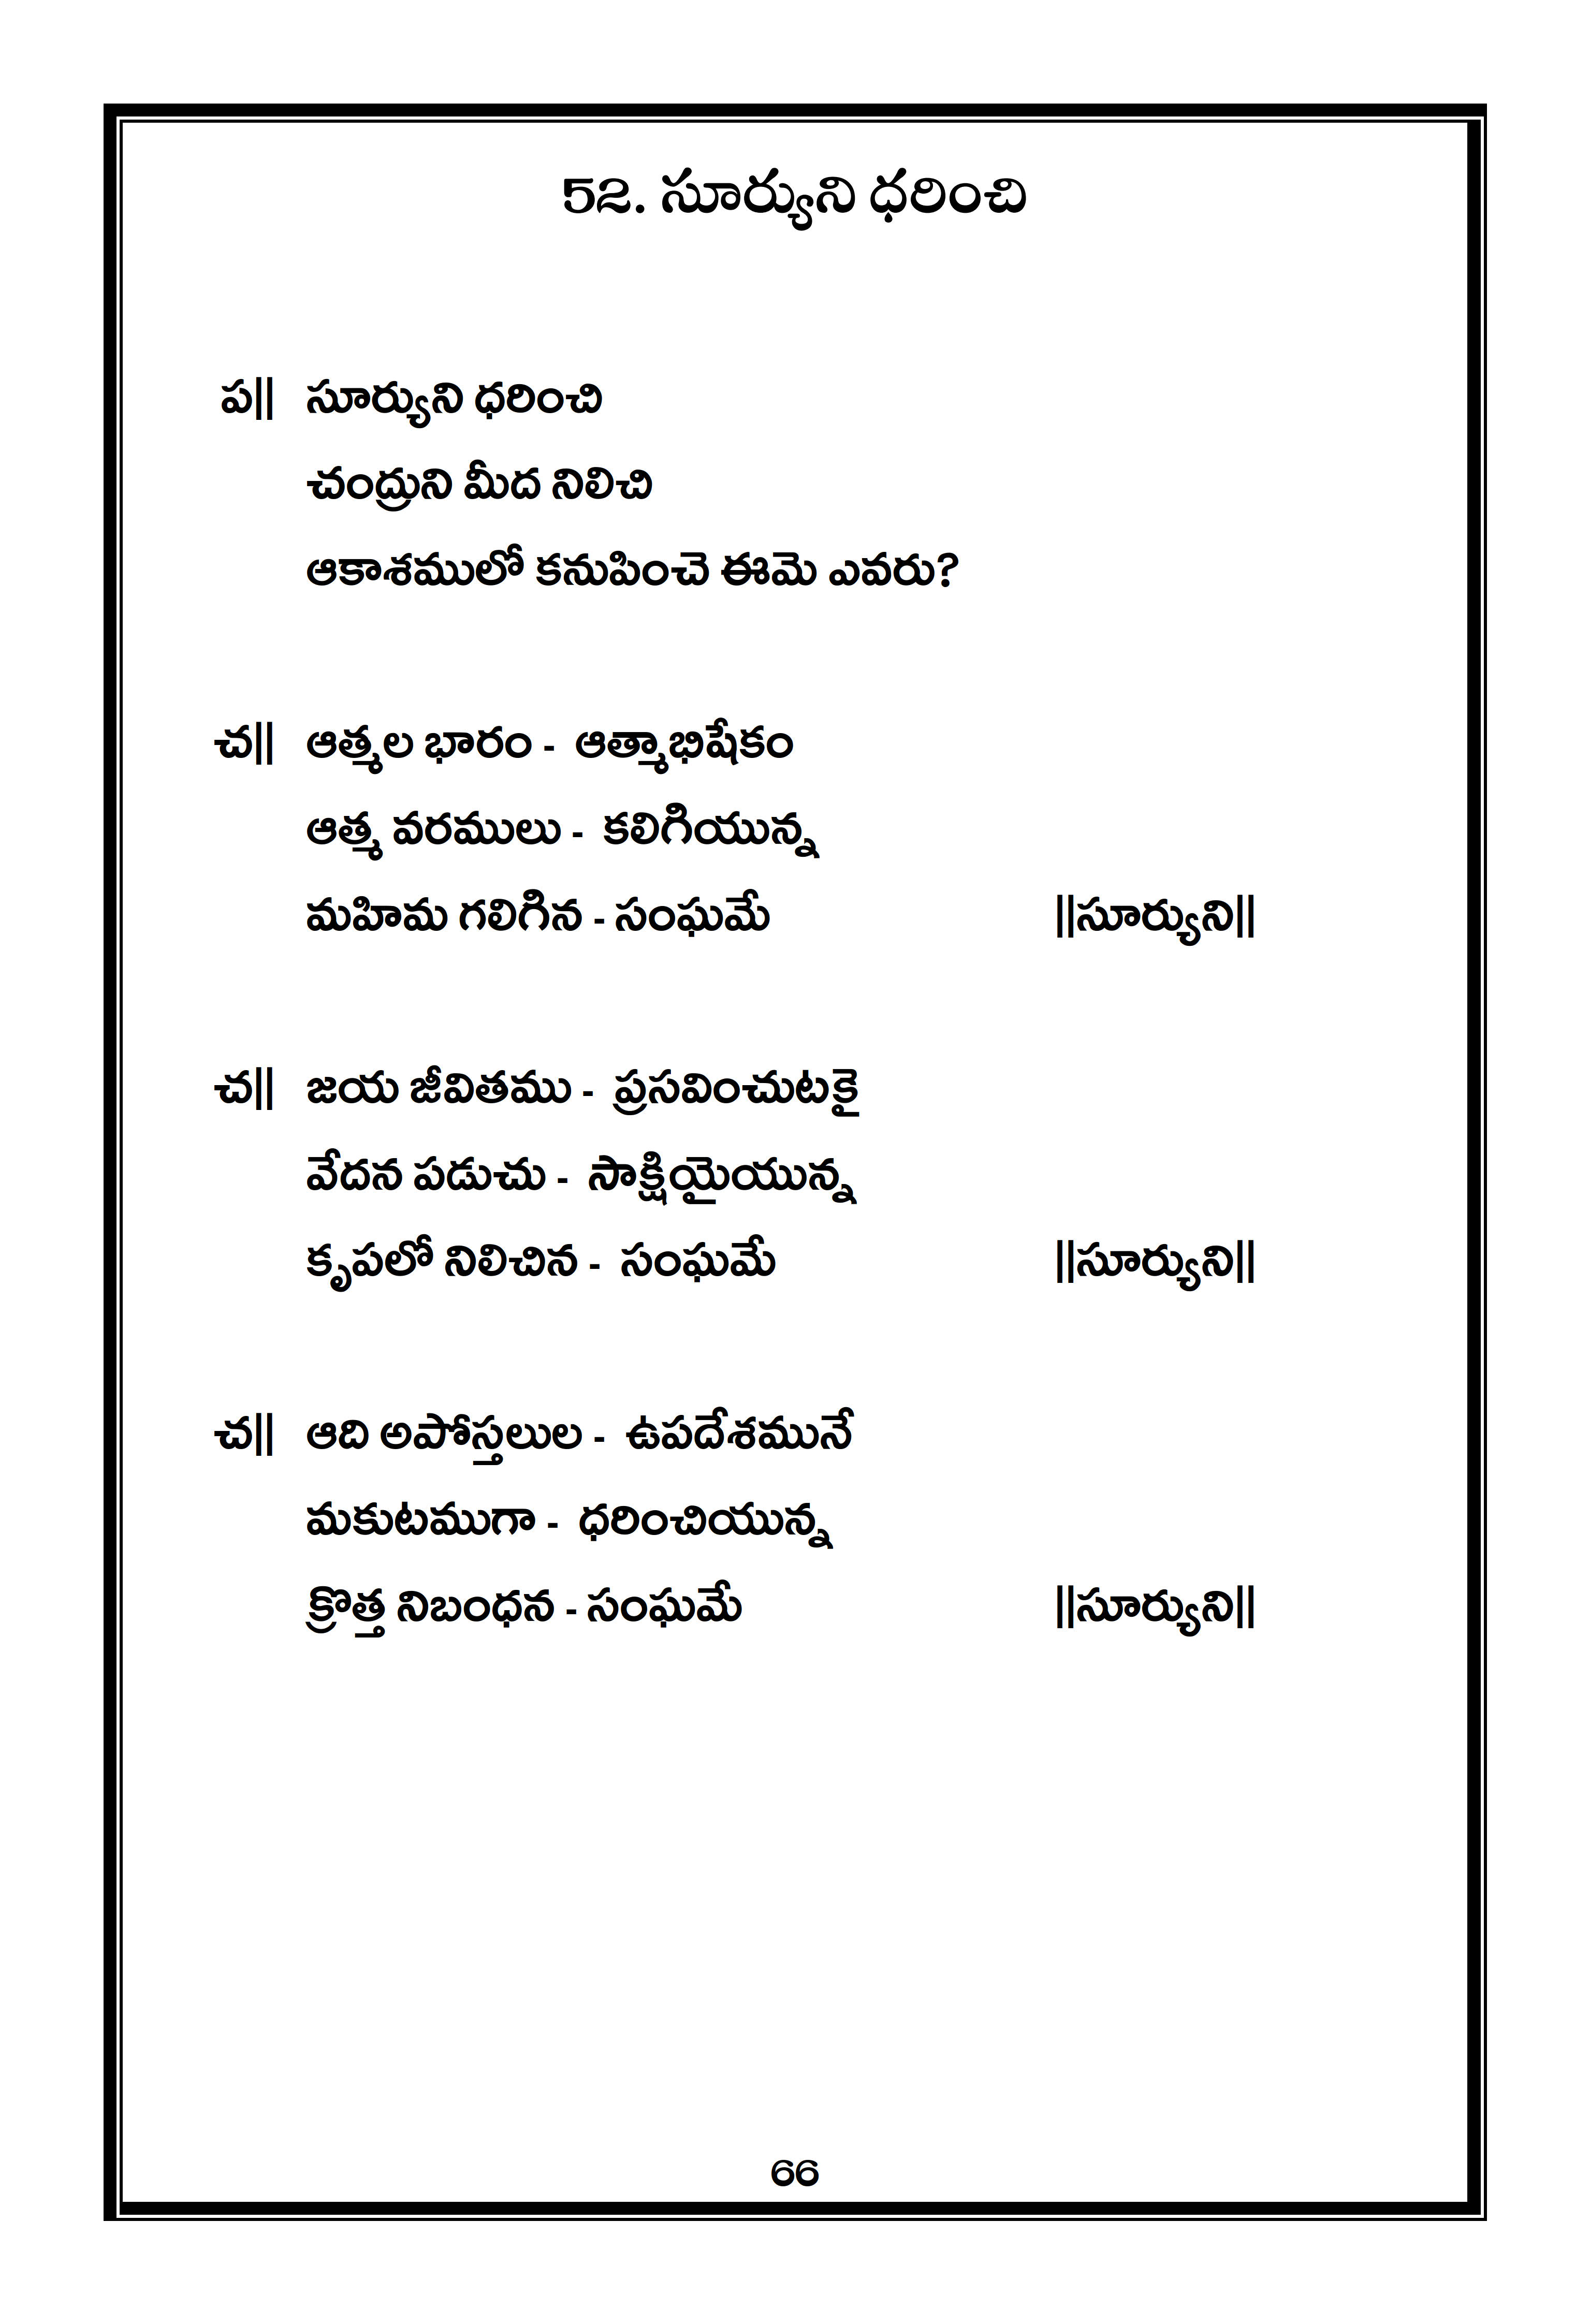 52. సూర్యుని ధరించి
ప|| సూర్యుని ధరించి
చంద్రుని మీద నిలిచి
ఆకాశములో కనుపించె ఈమె ఎవరు?
చ|| ఆత్మల భారం - ఆత్మాభిషేకం
ఆత్మ వరములు - కలిగియున్న
మహిమ గలిగిన - సంఘమే ||సూర్యుని||
చ|| జయ జీవితము - ప్రసవించుటకై
వేదన పడుచు - సాక్షియైయున్న
కృపలో నిలిచిన - సంఘమే ||సూర్యుని||
చ|| ఆది అపోస్తలుల - ఉపదేశమునే
మకుటముగా - ధరించియున్న
క్రొత్త నిబంధన - సంఘమే ||సూర్యుని||
66